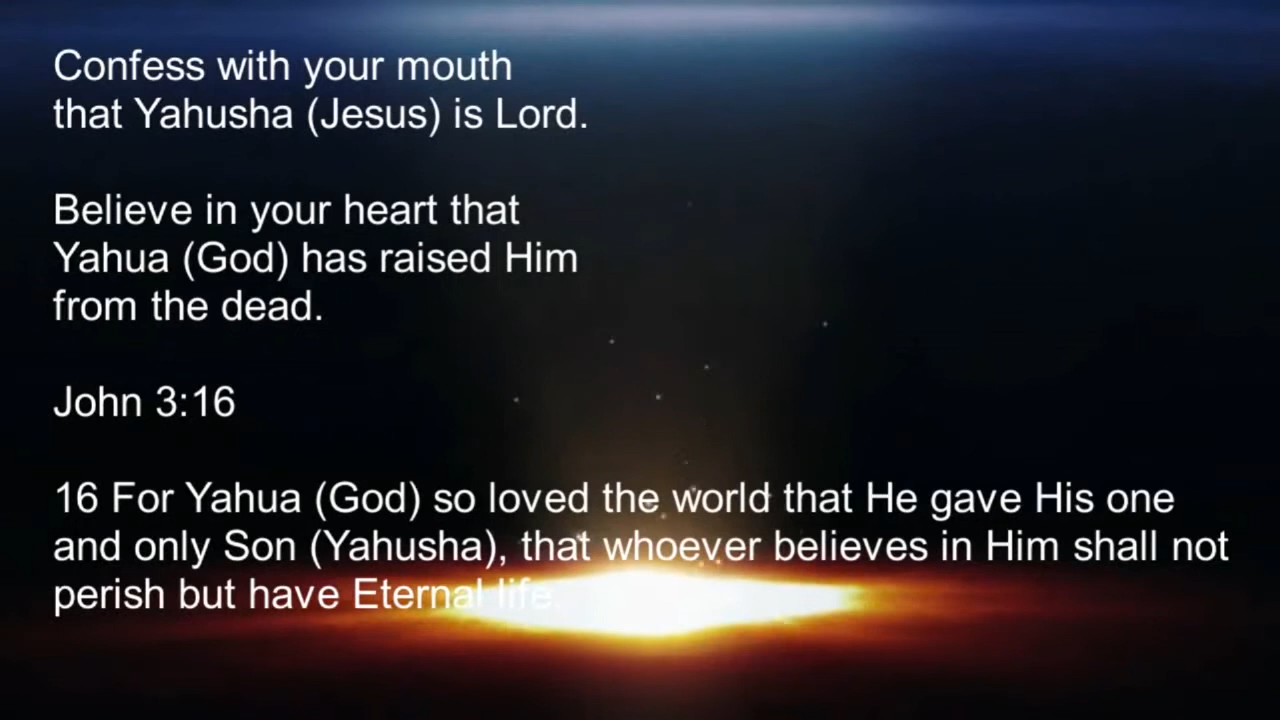 Confess with your mouth
that Yahusha (Jesus) is Lord.
Believe in your heart that
Yahua (God) has raised Him
from the dead.
John 3:16
16 For Yahua (God) so loved the world that He gave His one
and only Son (Yahusha), that whoever believes in Him shall not
perish but have Eternal life.